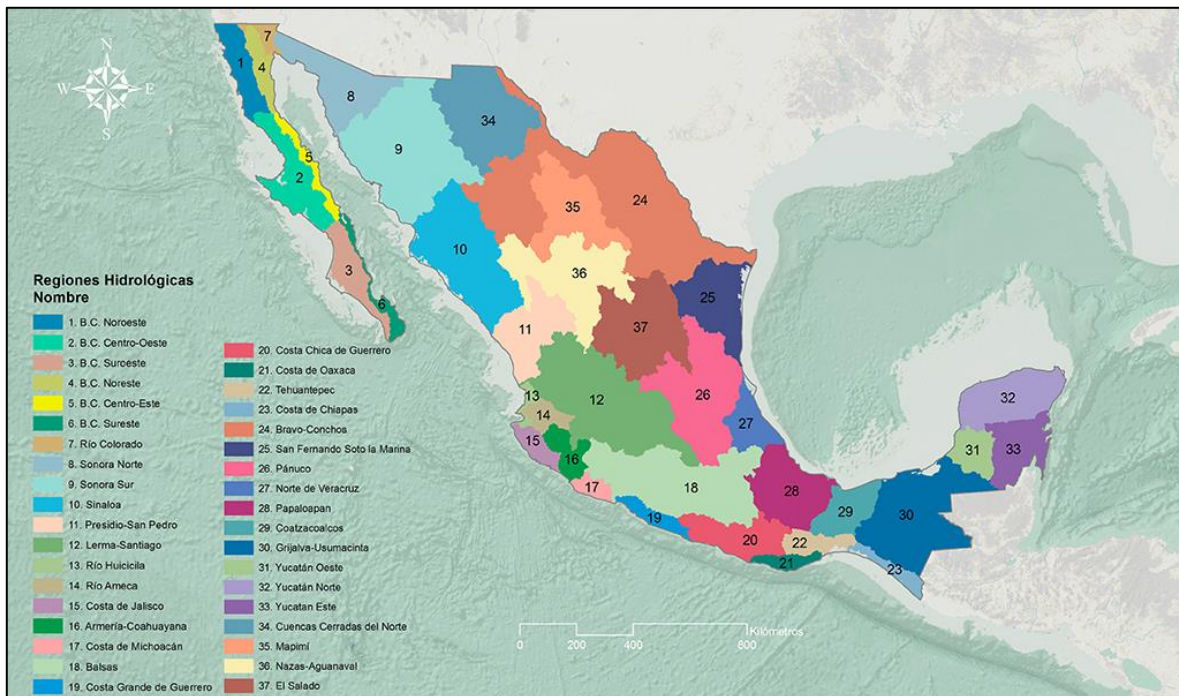 N
W
E
S
7
1
4
8
34
9
5
2
35
24
10
36
3
6
25
11
37
13
12
26
14
27
32
15
31
33
16
17
18
28
29
30
19
20
22
21
23
Regiones Hidrológicas
Nombre
1. B.C. Noroeste
2. B.C. Centro-Oeste
3. B.C. Suroeste
4. B.C. Noreste
5. B.C. Centro-Este
6. B.C. Sureste
7. Río Colorado
8. Sonora Norte
9. Sonora Sur
10. Sinaloa
11. Presidio-San Pedro
12. Lerma-Santiago
13. Río Huicicila
14. Río Ameca
15. Costa de Jalisco
16. Armería-Coahuayana
17. Costa de Michoacán
18. Balsas
19. Costa Grande de Guerrero
20. Costa Chica de Guerrero
21. Costa de Oaxaca
22. Tehuantepec
23. Costa de Chiapas
24. Bravo-Conchos
25. San Fernando Soto la Marina
26. Pánuco
27. Norte de Veracruz
28. Papaloapan
29. Coatzacoalcos
30. Grijalva-Usumacinta
31. Yucatán Oeste
32. Yucatán Norte
33. Yucatan Este
34. Cuencas Cerradas del Norte
35. Mapimí
36. Nazas-Aguanaval
37. El Salado
Kilómetros
0 200 400 800